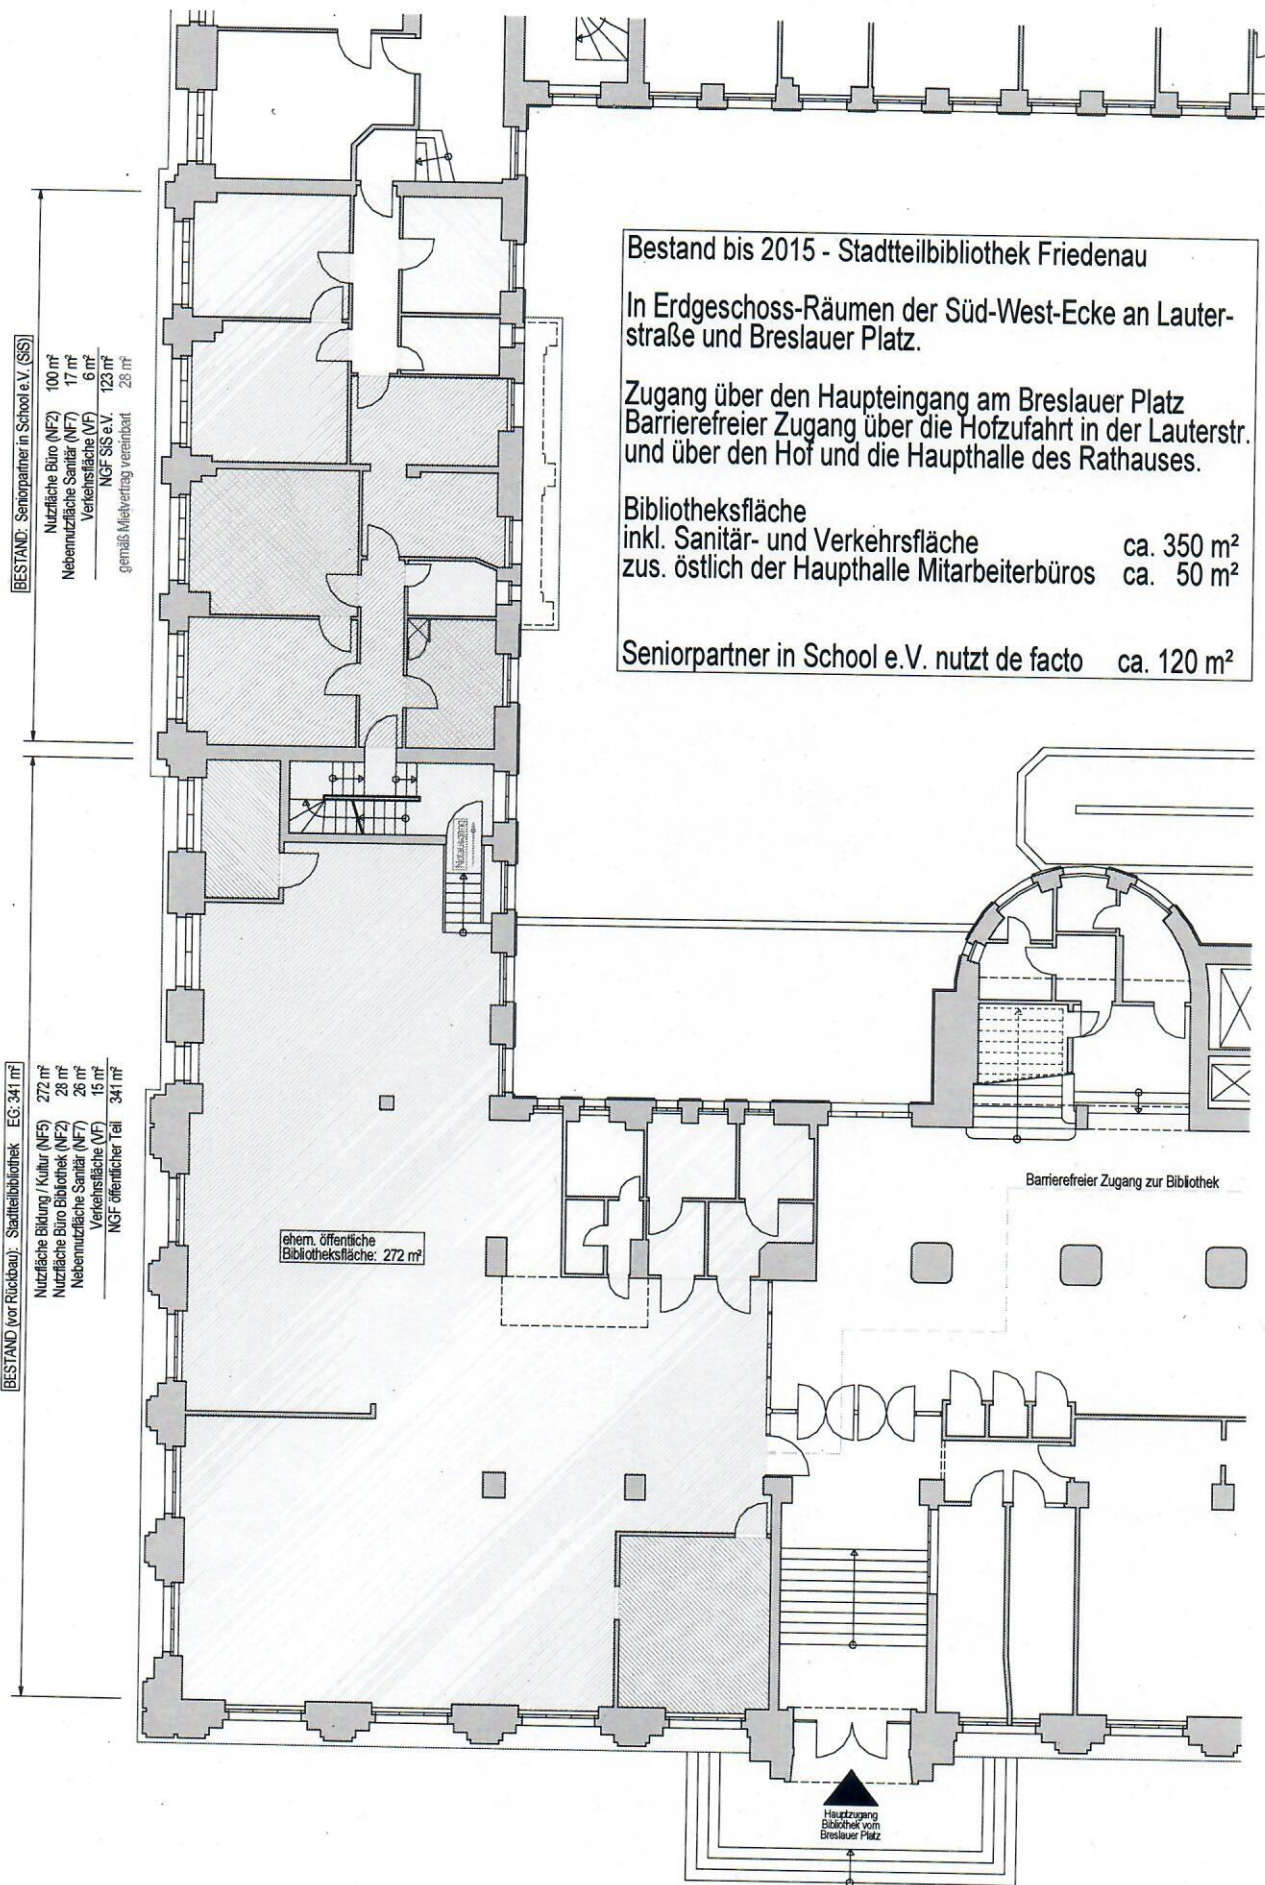 Bestand bis 2015 - Stadtteilbibliothek Friedenau
In Erdgeschoss-Räumen der Süd-West-Ecke an Lauter-
straße und Breslauer Platz.
Zugang über den Haupteingang am Breslauer Platz
Barrierefreier Zugang über die Hofzufahrt in der Lauterstr.
und über den Hof und die Haupthalle des Rathauses.
Bibliotheksfläche
inkl. Sanitär- und Verkehrsfläche ca. 350 m²
zus. östlich der Haupthalle Mitarbeiterbüros ca. 50 m²
Seniorpartner in School e.V. nutzt de facto ca. 120 m²
BESTAND: Seniorpartner in School e.V. (SiS)
Nutzfläche Büro (NF2) 100 m²
Nebennutzfläche Sanitär (NF7) 17 m²
Verkehrsfläche (VF) 6 m²
NGF SiS e.V. 123 m²
gemäß Mietvertrag vereinbart 28 m²
BESTAND (vor Rückbau): Stadtteilbibliothek EG: 341 m²
Nutzfläche Bildung / Kultur (NF5) 272 m²
Nutzfläche Büro Bibliothek (NF2) 28 m²
Nebennutzfläche Sanitär (NF7) 26 m²
Verkehrsfläche (VF) 15 m²
NGF öffentlicher Teil 341 m²
Notausgang
ehem. öffentliche
Bibliotheksfläche: 272 m²
Barrierefreier Zugang zur Bibliothek
Hauptzugang
Bibliothek vom
Breslauer Platz